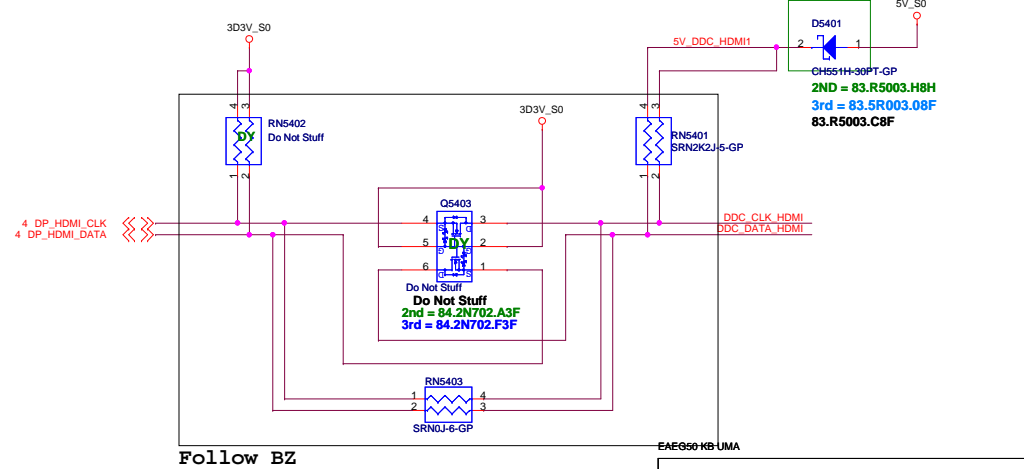 5V_S0
3D3V_S0
D5401
5V_DDC_HDMI1
2
1
CH551H-30PT-GP
2ND = 83.R5003.H8H
3rd = 83.5R003.08F
83.R5003.C8F
4
3
RN5402
DY
Do Not Stuff
1
2
3D3V_S0
4
3
RN5401
SRN2K2J-5-GP
1
2
Q5403
4 DP_HDMI_CLK
4 DP_HDMI_DATA
4
3
DDC_CLK_HDMI
DDC_DATA_HDMI
S
D
5
DY
2
G
G
6
1
D
S
Do Not Stuff
Do Not Stuff
2nd = 84.2N702.A3F
3rd = 84.2N702.F3F
RN5403
1
4
2
3
SRN0J-6-GP
EAEG50 KB UMA
Follow BZ